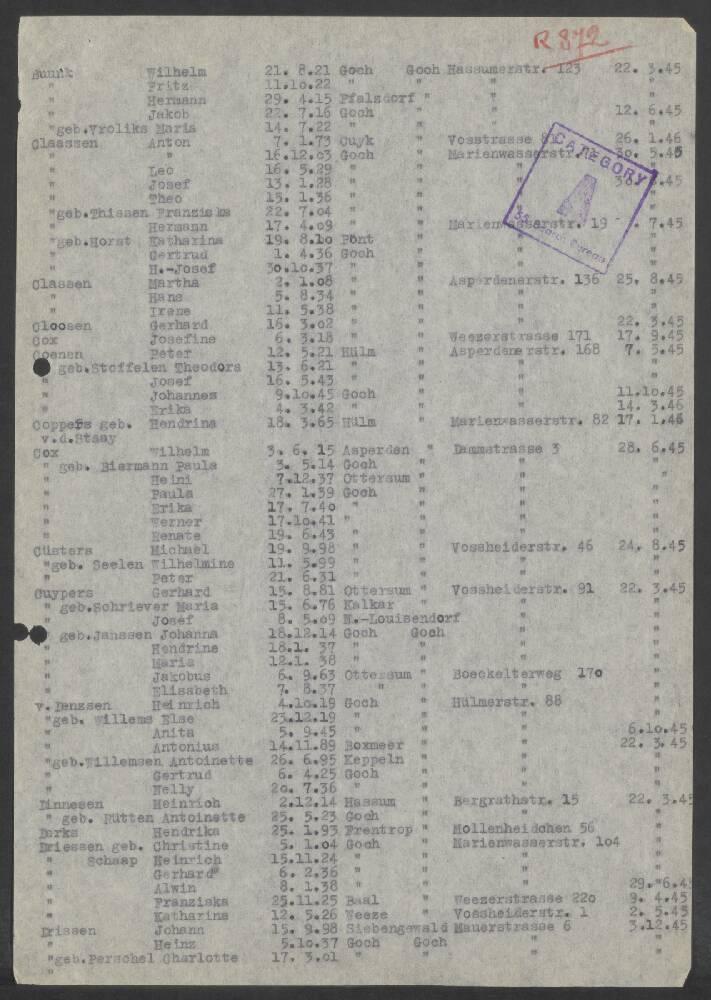 R 872
Buunk Wilhelm 21. 8.21 Goch Goch Hassumerstr. 123 22. 3.45
" Fritz 11.10.22 " " " "
" Hermann 29. 4.15 Pfalzdorf " " "
" Jakob 22. 7.16 Goch " " 12. 6.45
"geb.Vroliks Maria 14. 7.22 " " " "
Claassen Anton 7. 1.73 Cuyk " Vosstrasse 26. 1.46
" " 16.12.03 Goch " Marienwasserstr. 30. 5.45
" Leo 16. 5.29 " " "
" Josef 13. 1.28 " " .45
" Theo 15. 1.36 " "
"geb.Thissen Franziska 22. 7.04 " " "
" Hermann 17. 4.09 " " Marienwasserstr. 19 . 7.45
"geb.Horst Katharina 19. 8.10 Pont " " "
" Gertrud 1. 4.36 Goch " " "
" H.-Josef 30.10.37 " " " "
Classen Martha 2. 1.08 " " Asperdenerstr. 136 25. 8.45
" Hans 5. 8.34 " " " "
" Irene 11. 5.38 " " " "
Cloosen Gerhard 16. 3.02 " " " 22. 3.45
Cox Josefine 6. 3.18 " " Weezerstrasse 171 17. 9.45
Coenen Peter 12. 5.21 Hülm " Asperdenerstr. 168 7. 5.45
geb.Stoffelen Theodora 13. 6.21 " " " "
" Josef 16. 5.43 " " " "
" Johannes 9.10.45 Goch " " 11.10.45
" Erika 4. 3.42 " " " 14. 3.46
Coppers geb. Hendrina 18. 3.65 Hülm " Marienwasserstr. 82 17. 1.46
v.d.Staay
Cox Wilhelm 3. 6. 15 Asperden " Dammstrasse 3 28. 6.45
" geb. Biermann Paula 3. 5.14 Goch " " "
" Heini 7.12.37 Ottersum " " "
" Paula 27. 1.39 Goch " " "
" Erika 17. 7.40 " " " "
" Werner 17.10.41 " " " "
" Renate 19. 6.43 " " " "
Cüsters Michael 19. 9.98 " " Vossheiderstr. 46 24. 8.45
"geb. Seelen Wilhelmine 11. 5.99 " " " "
" Peter 21. 6.31 " " " "
Cuypers Gerhard 15. 8.81 Ottersum " Vossheiderstr. 91 22. 3.45
" geb.Schriever Maria 15. 6.76 Kalkar " " "
" Josef 8. 5.09 N.-Louisendorf " "
" geb.Janssen Johanna 18.12.14 Goch Goch " "
" Hendrine 18.1. 37 " " " "
" Maria 12.1. 38 " " " "
" Jakobus 6. 9.63 Ottersum " Boeckelterweg 170 "
" Elisabeth 7. 8.37 " " " "
v. Denzsen Heinrich 4.10.19 Goch " Hülmerstr. 88 "
"geb. Willems Else 23.12.19 " " " "
" Anita 5. 9.45 " " " 6.10.45
" Antonius 14.11.89 Boxmeer " " 22. 3.45
"geb.Willemsen Antoinette 26. 6.95 Keppeln " " "
" Gertrud 6. 4.25 Goch " " "
" Nelly 20. 7.36 " " " "
Dinnesen Heinrich 2.12.14 Hassum " Bergrathstr. 15 22. 3.45
" geb. Rütten Antoinette 25. 5.23 Goch " " "
Derks Hendrika 25. 1.93 Frentrop " Mollenheidchen 56 "
Driessen geb. Christine 5. 1.04 Goch " Marienwasserstr. 104 "
" Schaap Heinrich 15.11.24 " " " "
" Gerhard 6. 2.36 " " " "
" Alwin 8. 1.38 " " " 29. 6.4
" Franziska 25.11.25 Baal " Weezerstrasse 220 9. 4.45
" Katharina 12. 5.26 Weeze " Vossheiderstr. 1 2. 5.45
Drissen Johann 15. 9.98 Siebengewald Mauerstrasse 6 3.12.45
" Heinz 5.10.37 Goch Goch " "
"geb.Perschel Charlotte 17. 3.01 " " " "
CATEGORY
A